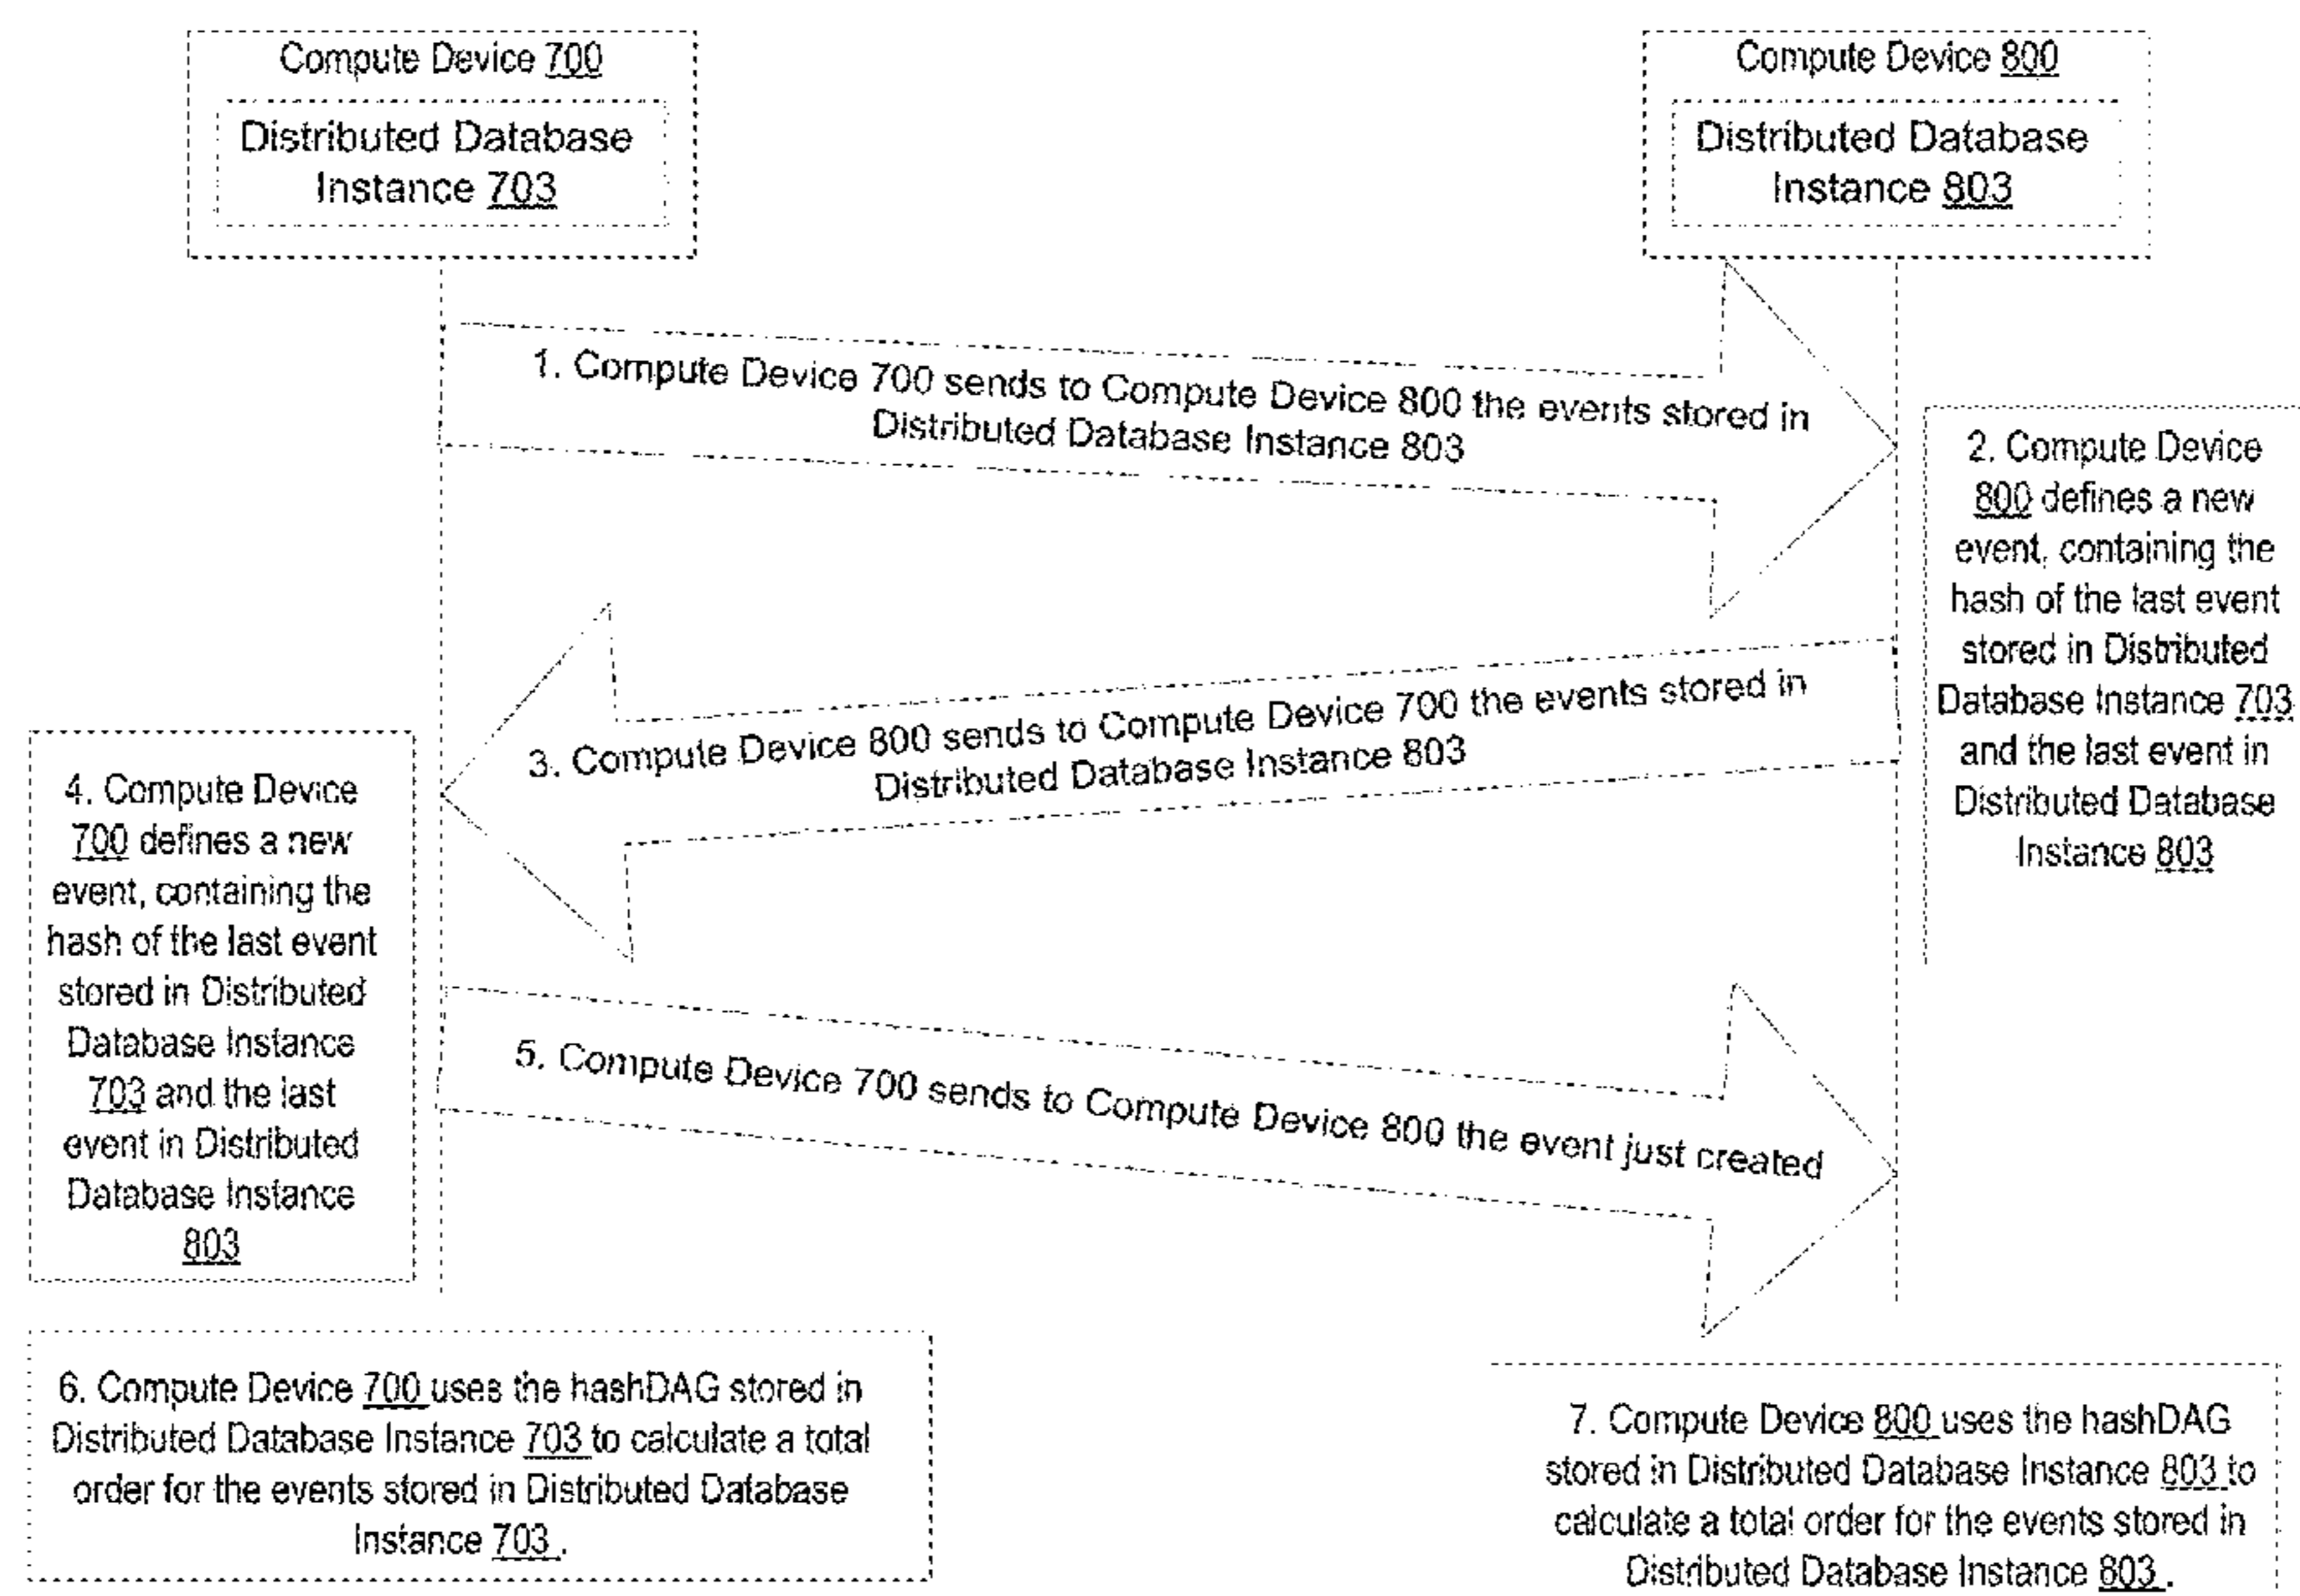 Compute Device 700
Distributed Database
Instance 703
Compute Device 800
Distributed Database
Instance 803
1. Compute Device 700 sends to Compute Device 800 the events stored in
Distributed Database Instance 803
2. Compute Device
800 defines a new
event, containing the
hash of the last event
stored in Distributed
Database Instance 703
and the last event in
Distributed Database
Instance 803
3. Compute Device 800 sends to Compute Device 700 the events stored in
Distributed Database Instance 803
4. Compute Device
700 defines a new
event, containing the
hash of the last event
stored in Distributed
Database Instance
703 and the last
event in Distributed
Database Instance
803
5. Compute Device 700 sends to Compute Device 800 the event just created
6. Compute Device 700 uses the hashDAG stored in
Distributed Database Instance 703 to calculate a total
order for the events stored in Distributed Database
Instance 703 .
7. Compute Device 800 uses the hashDAG
stored in Distributed Database Instance 803 to
calculate a total order for the events stored in
Distributed Database Instance 803 .